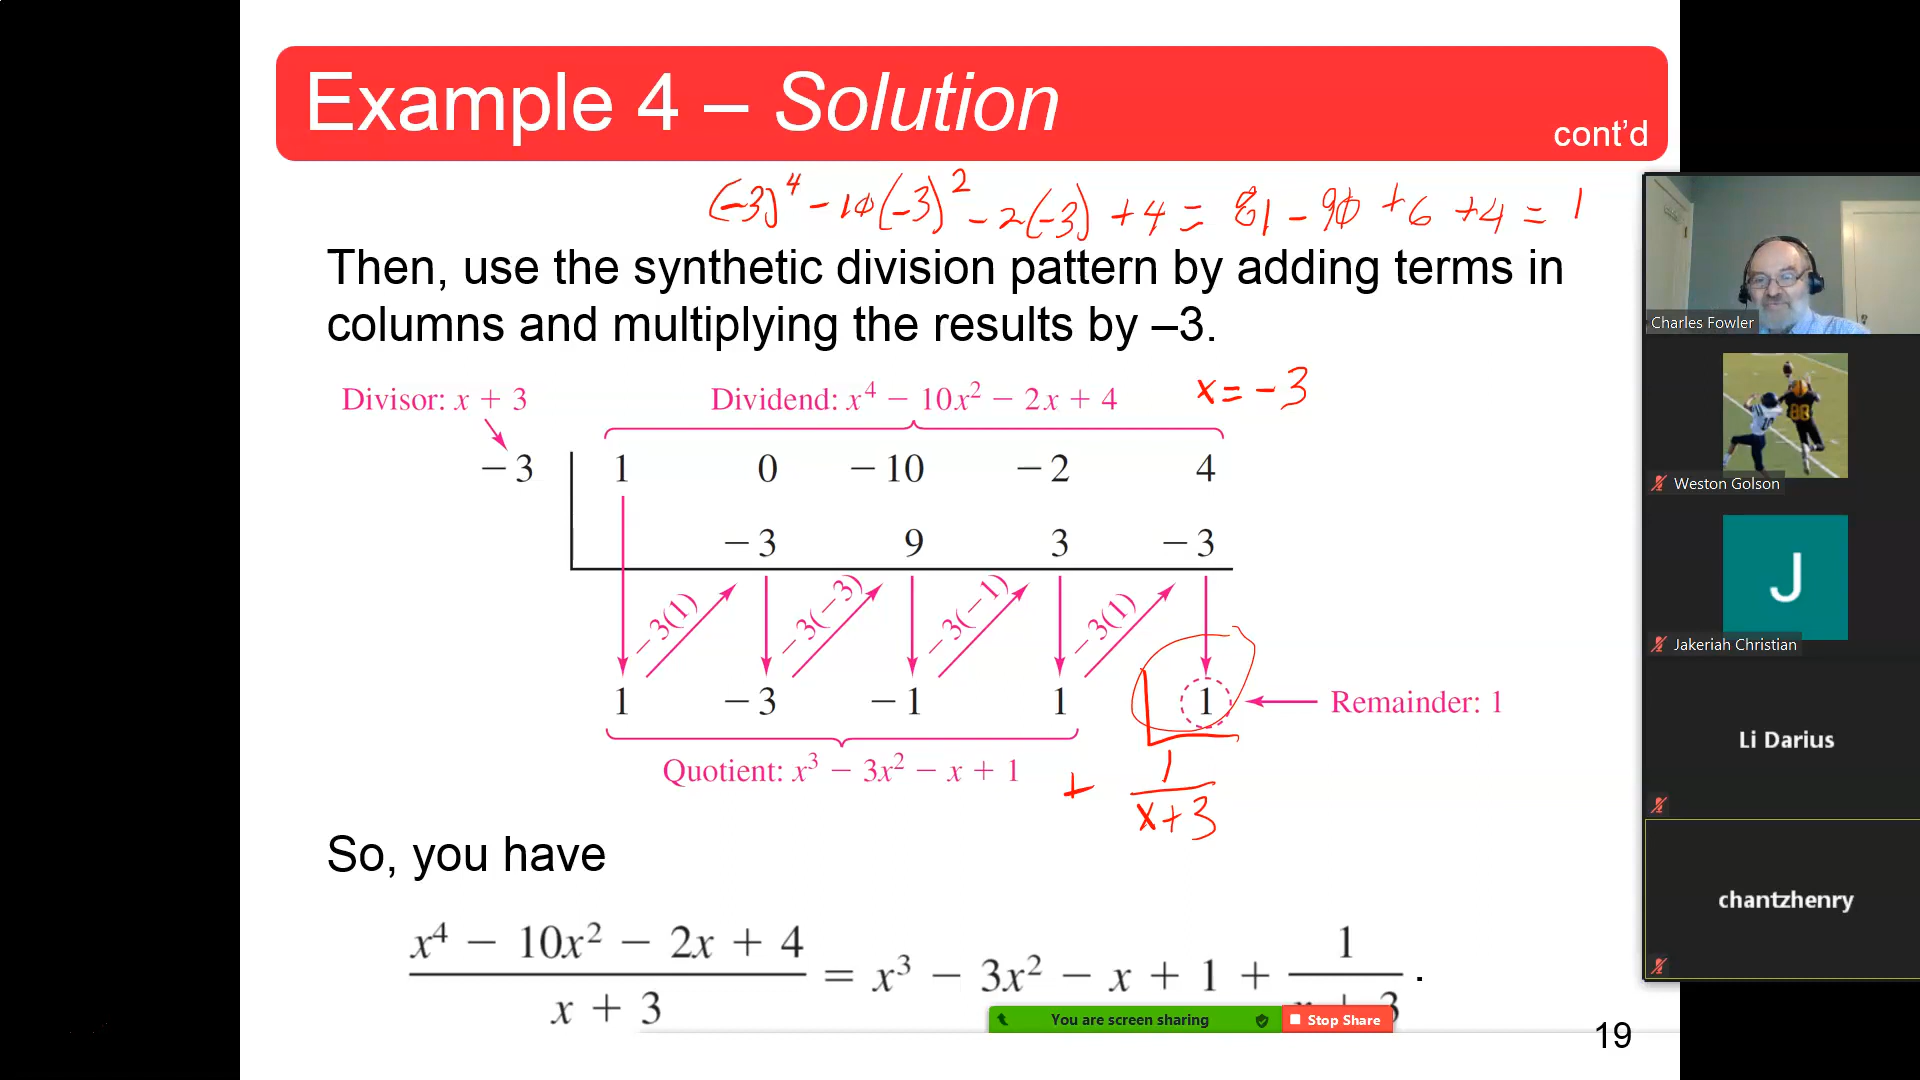 Example 4 – Solution
cont'd
(-3)⁴ - 10(-3)² - 2(-3) + 4 = 81 - 90 + 6 + 4 = 1
Then, use the synthetic division pattern by adding terms in
columns and multiplying the results by –3.
Divisor: x + 3
Dividend: x⁴ − 10x² − 2x + 4
x = -3
−3 1 0 −10 −2 4
−3 9 3 −3
−3(1) −3(−3) −3(−1) −3(1)
1 −3 −1 1 1
Remainder: 1
Quotient: x³ − 3x² − x + 1
+ 1
x+3
So, you have
x⁴ − 10x² − 2x + 4
x + 3
= x³ − 3x² − x + 1 +
1
x + 3
.
You are screen sharing
Stop Share
19
Charles Fowler
80
Weston Golson
J
Jakeriah Christian
Li Darius
chantzhenry